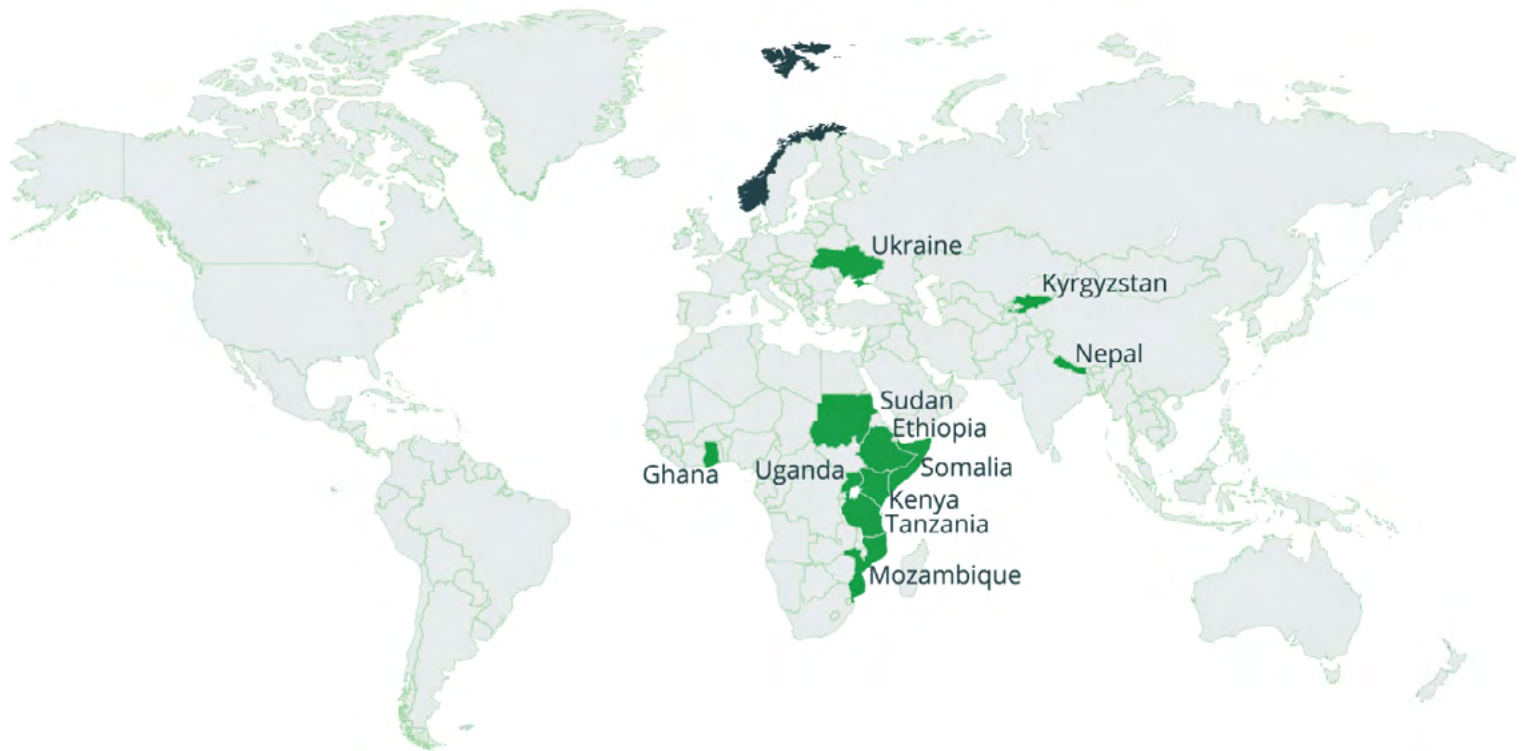 Ukraine
Kyrgyzstan
Nepal
Sudan
Ethiopia
Somalia
Ghana
Uganda
Kenya
Tanzania
Mozambique